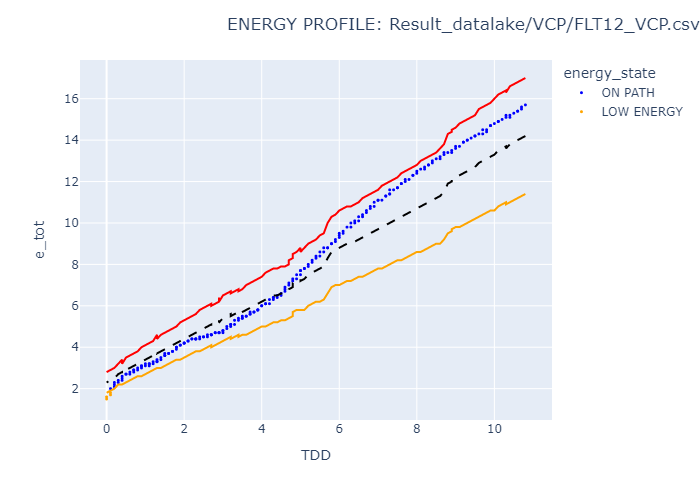 ENERGY PROFILE: Result_datalake/VCP/FLT12_VCP.csv
energy_state
ON PATH
LOW ENERGY
16
14
12
10
8
6
4
2
e_tot
0
2
4
6
8
10
TDD